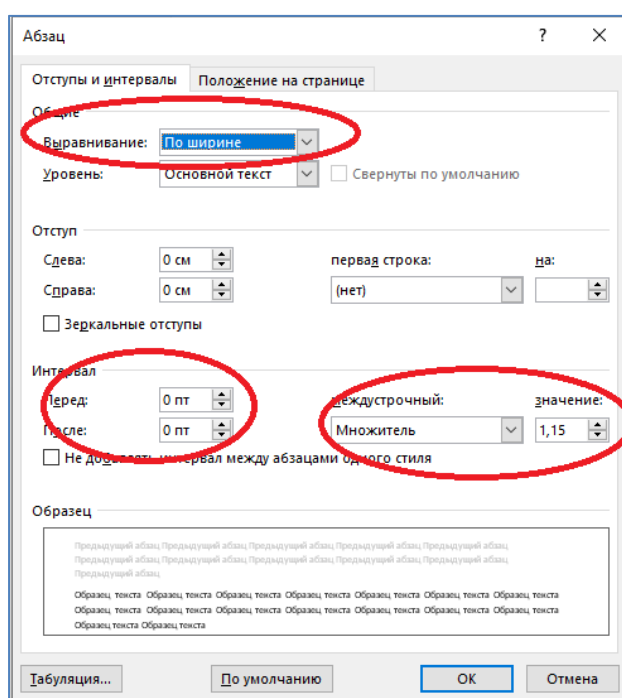 Абзац ? ×
Отступы и интервалы Положение на странице
Общие
Выравнивание: По ширине
Уровень: Основной текст Свернуты по умолчанию
Отступ
Слева: 0 см первая строка: на:
Справа: 0 см (нет)
Зеркальные отступы
Интервал
Перед: 0 пт междустрочный: значение:
После: 0 пт Множитель 1,15
Не добавлять интервал между абзацами одного стиля
Образец
Предыдущий абзац Предыдущий абзац Предыдущий абзац Предыдущий абзац Предыдущий абзац
Предыдущий абзац Предыдущий абзац Предыдущий абзац Предыдущий абзац Предыдущий абзац
Предыдущий абзац
Образец текста Образец текста Образец текста Образец текста Образец текста Образец текста
Образец текста Образец текста Образец текста Образец текста Образец текста Образец текста
Образец текста Образец текста
Табуляция... По умолчанию ОК Отмена